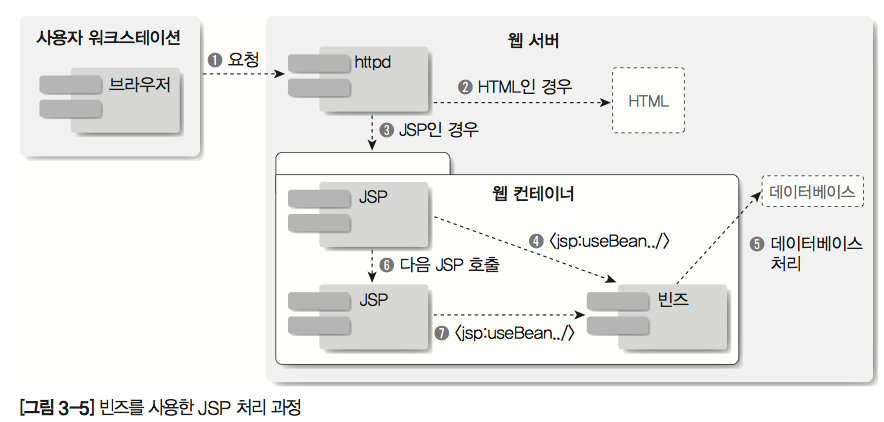 사용자 워크스테이션
브라우저
❶ 요청
웹 서버
httpd
❷ HTML인 경우
HTML
❸ JSP인 경우
웹 컨테이너
JSP
❹ 〈jsp:useBean../〉
데이터베이스
❺ 데이터베이스
처리
❻ 다음 JSP 호출
JSP
❼ 〈jsp:useBean../〉
빈즈
[그림 3-5] 빈즈를 사용한 JSP 처리 과정